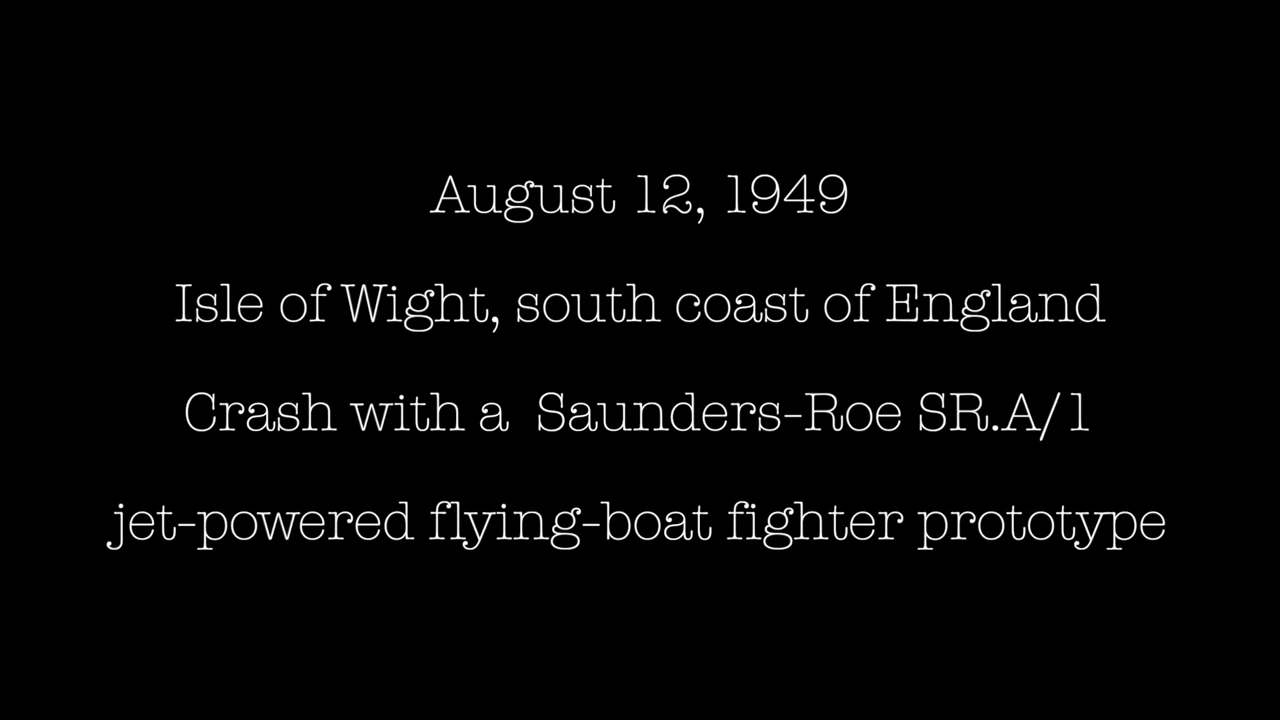 August 12, 1949
Isle of Wight, south coast of England
Crash with a  Saunders-Roe SR.A/1
jet-powered flying-boat fighter prototype